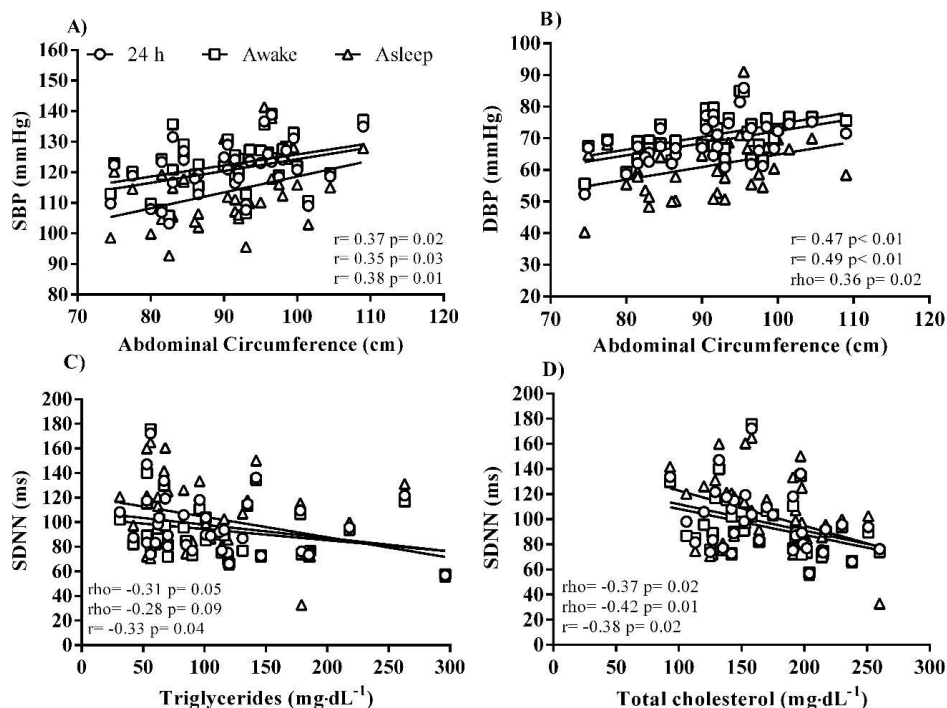 A)
24 h Awake Asleep
SBP (mmHg)
160
150
140
130
120
110
100
90
80
r= 0.37 p= 0.02
r= 0.35 p= 0.03
r= 0.38 p= 0.01
70 80 90 100 110 120
Abdominal Circumference (cm)
B)
DBP (mmHg)
100
90
80
70
60
50
40
30
20
r= 0.47 p< 0.01
r= 0.49 p< 0.01
rho= 0.36 p= 0.02
70 80 90 100 110 120
Abdominal Circumference (cm)
C)
SDNN (ms)
200
180
160
140
120
100
80
60
40
20
0
rho= -0.31 p= 0.05
rho= -0.28 p= 0.09
r= -0.33 p= 0.04
0 50 100 150 200 250 300
Triglycerides (mg·dL⁻¹)
D)
SDNN (ms)
200
180
160
140
120
100
80
60
40
20
0
rho= -0.37 p= 0.02
rho= -0.42 p= 0.01
r= -0.38 p= 0.02
0 50 100 150 200 250 300
Total cholesterol (mg·dL⁻¹)